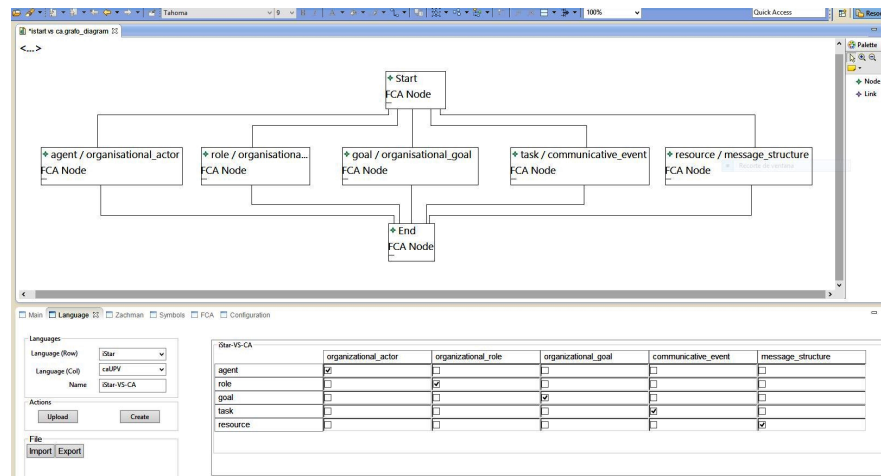 Tahoma 9 100% Quick Access Reso
*istart vs ca.grafo_diagram
<...>
Palette
Node
Link
Start
FCA Node
agent / organisational_actor
FCA Node
role / organisationa...
FCA Node
goal / organisational_goal
FCA Node
task / communicative_event
FCA Node
resource / message_structure
FCA Node
End
FCA Node
Main Language Zachman Symbols FCA Configuration
Languages
Language (Row) iStar
Language (Col) caUPV
Name iStar-VS-CA
Actions
Upload Create
File
Import Export
iStar-VS-CA
organizational_actor organizational_role organizational_goal communicative_event message_structure
agent
role
goal
task
resource